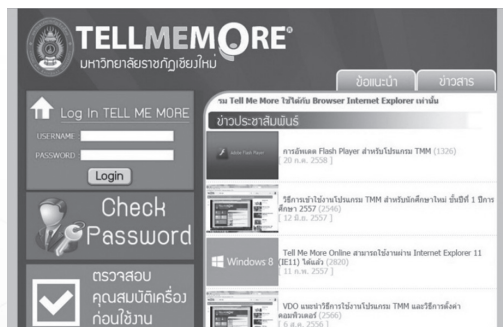 TELLMEMORE®
มหาวิทยาลัยราชภัฏเชียงใหม่
ข้อแนะนำ
ข่าวสาร
Log In TELL ME MORE
USERNAME
PASSWORD
Login
Check
Password
ตรวจสอบ
คุณสมบัติเครื่อง
ก่อนใช้งาน
รม Tell Me More ใช้ได้กับ Browser Internet Explorer เท่านั้น
ข่าวประชาสัมพันธ์
Adobe Flash Player
การอัพเดต Flash Player สำหรับโปรแกรม TMM (1326)
[ 20 ก.พ. 2558 ]
วิธีการเข้าใช้งานโปรแกรม TMM สำหรับนักศึกษาใหม่ ชั้นปีที่ 1 ปีการ
ศึกษา 2557 (2546)
[ 12 มิ.ย. 2557 ]
Windows 8
Tell Me More Online สามารถใช้งานผ่าน Internet Explorer 11
(IE11) ได้แล้ว (2820)
[ 11 ก.พ. 2557 ]
VDO แนะนำวิธีการใช้งานโปรแกรม TMM และวิธีการตั้งค่า
คอมพิวเตอร์ (2566)
[ 6 ส.ค. 2556 ]